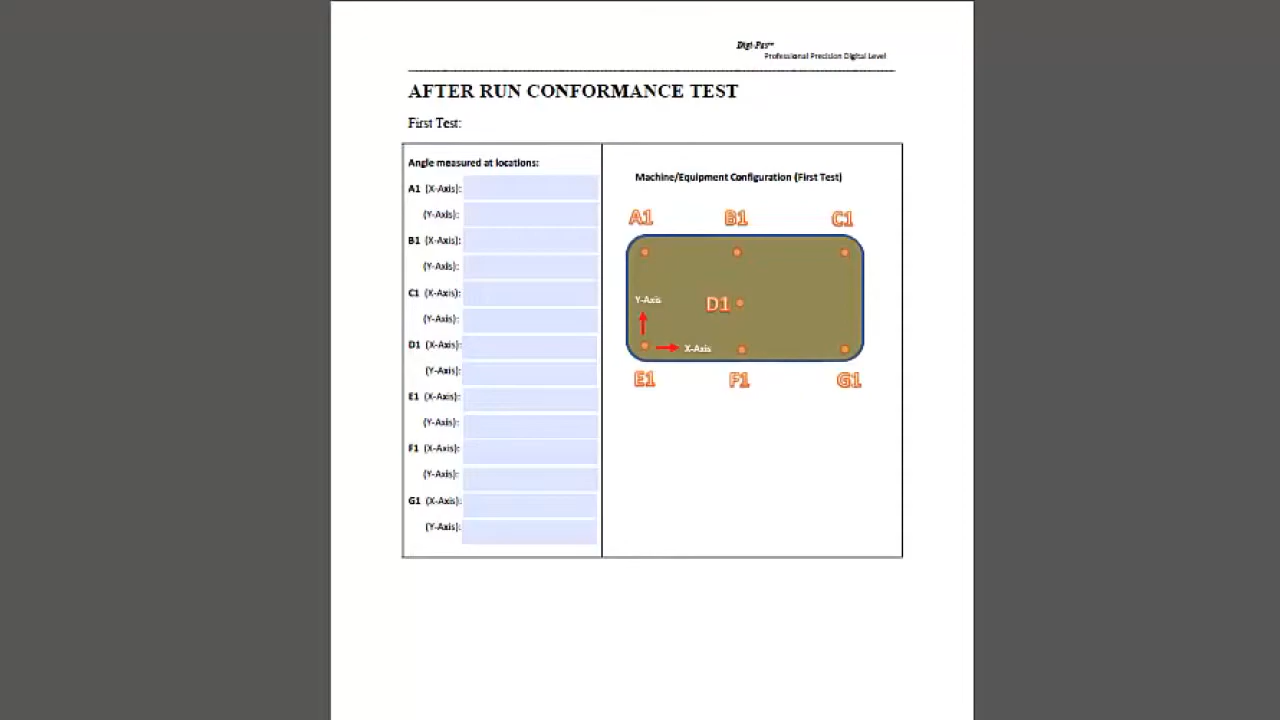 Digi-Pas™
Professional Precision Digital Level
AFTER RUN CONFORMANCE TEST
First Test:
Angle measured at locations:
A1 (X-Axis):
(Y-Axis):
B1 (X-Axis):
(Y-Axis):
C1 (X-Axis):
(Y-Axis):
D1 (X-Axis):
(Y-Axis):
E1 (X-Axis):
(Y-Axis):
F1 (X-Axis):
(Y-Axis):
G1 (X-Axis):
(Y-Axis):
Machine/Equipment Configuration (First Test)
A1 B1 C1
Y-Axis
D1
X-Axis
E1 F1 G1